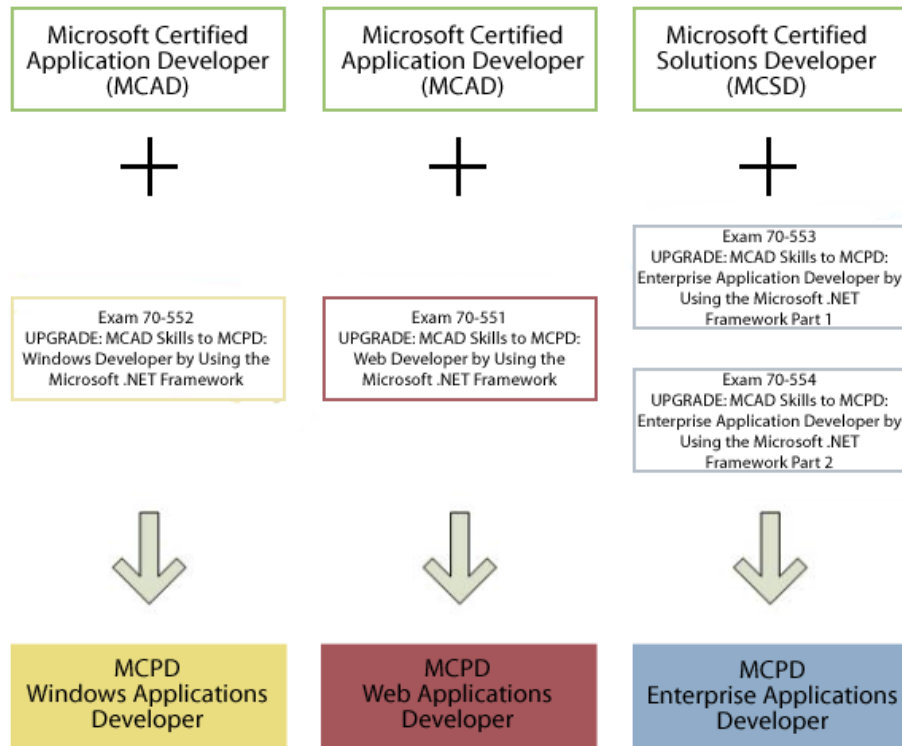 Microsoft Certified
Application Developer
(MCAD)
Microsoft Certified
Application Developer
(MCAD)
Microsoft Certified
Solutions Developer
(MCSD)
Exam 70-552
UPGRADE: MCAD Skills to MCPD:
Windows Developer by Using the
Microsoft .NET Framework
Exam 70-551
UPGRADE: MCAD Skills to MCPD:
Web Developer by Using the
Microsoft .NET Framework
Exam 70-553
UPGRADE: MCAD Skills to MCPD:
Enterprise Application Developer by
Using the Microsoft .NET
Framework Part 1
Exam 70-554
UPGRADE: MCAD Skills to MCPD:
Enterprise Application Developer by
Using the Microsoft .NET
Framework Part 2
MCPD
Windows Applications
Developer
MCPD
Web Applications
Developer
MCPD
Enterprise Applications
Developer